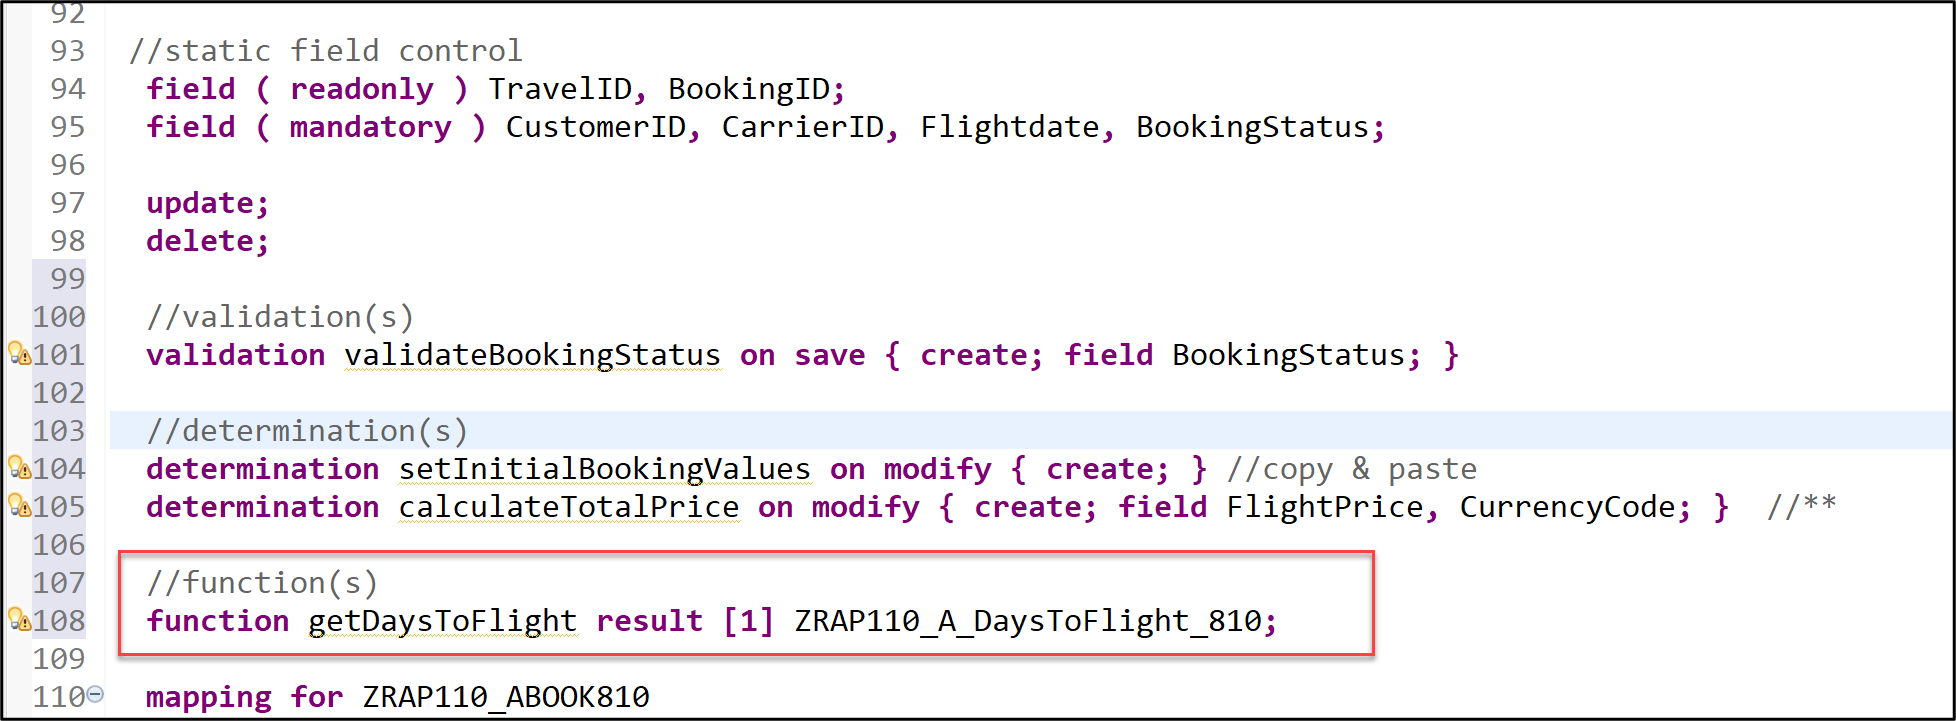 92
93 //static field control
94 field ( readonly ) TravelID, BookingID;
95 field ( mandatory ) CustomerID, CarrierID, Flightdate, BookingStatus;
96
97 update;
98 delete;
99
100 //validation(s)
101 validation validateBookingStatus on save { create; field BookingStatus; }
102
103 //determination(s)
104 determination setInitialBookingValues on modify { create; } //copy & paste
105 determination calculateTotalPrice on modify { create; field FlightPrice, CurrencyCode; }  //**
106
107 //function(s)
108 function getDaysToFlight result [1] ZRAP110_A_DaysToFlight_810;
109
110 mapping for ZRAP110_ABOOK810